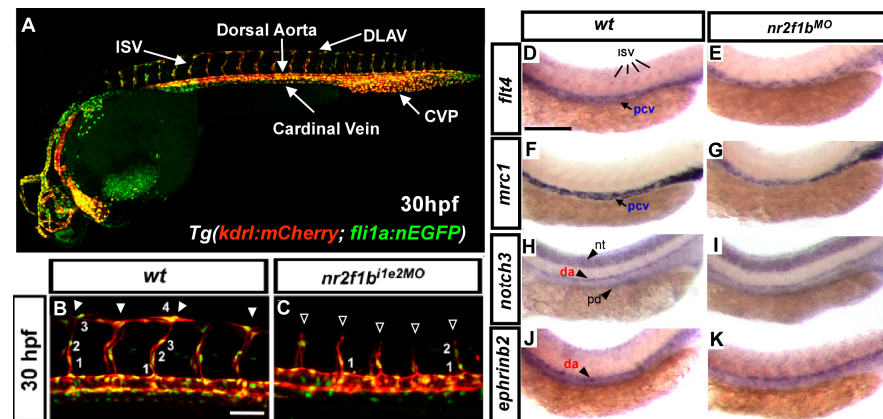 A
ISV
Dorsal Aorta
DLAV
Cardinal Vein
CVP
30hpf
Tg(kdrl:mCherry; fli1a:nEGFP)
wt
nr2f1b i1e2MO
30 hpf
B
4
3
2
3
1
2
1
C
1
2
1
wt
nr2f1b MO
flt4
D
ISV
pcv
E
mrc1
F
pcv
G
notch3
H
nt
da
pd
I
ephrinb2
J
da
K